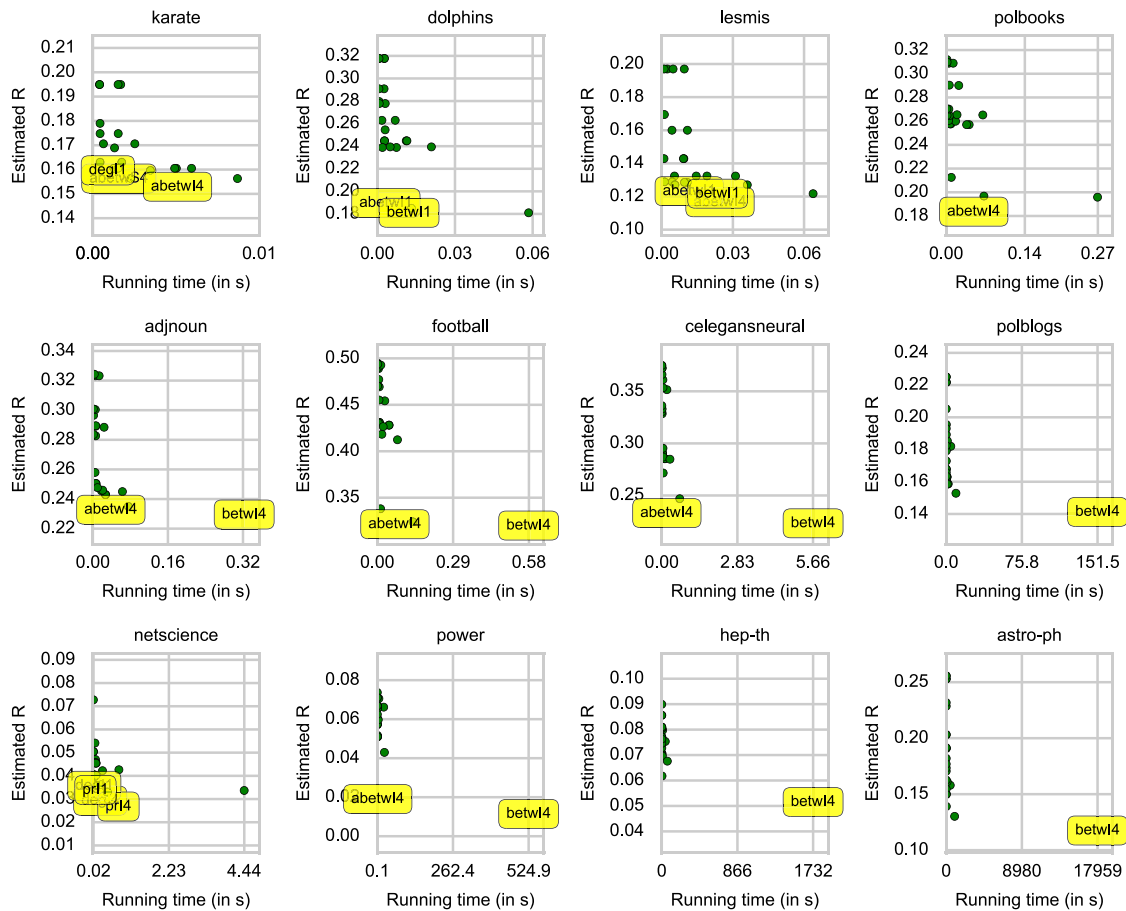 karate
Estimated R
0.21
0.20
0.19
0.18
0.17
0.16
0.15
0.14
degl1
abetwl4
0.00
0.01
Running time (in s)
dolphins
Estimated R
0.32
0.30
0.28
0.26
0.24
0.20
0.18
abetwl1
betwl1
0.00
0.03
0.06
Running time (in s)
lesmis
Estimated R
0.20
0.18
0.16
0.14
0.12
0.10
betwl1
abetwl4
0.00
0.03
0.06
Running time (in s)
polbooks
Estimated R
0.32
0.30
0.28
0.26
0.24
0.22
0.20
0.18
abetwl4
0.00
0.14
0.27
Running time (in s)
adjnoun
Estimated R
0.34
0.32
0.30
0.28
0.26
0.24
0.22
abetwl4
betwl4
0.00
0.16
0.32
Running time (in s)
football
Estimated R
0.50
0.45
0.40
0.35
abetwl4
betwl4
0.00
0.29
0.58
Running time (in s)
celegansneural
Estimated R
0.35
0.30
0.25
abetwl4
betwl4
0.00
2.83
5.66
Running time (in s)
polblogs
Estimated R
0.24
0.22
0.20
0.18
0.16
0.14
betwl4
0.0
75.8
151.5
Running time (in s)
netscience
Estimated R
0.09
0.08
0.07
0.06
0.05
0.04
0.03
0.02
0.01
prl1
prl4
0.02
2.23
4.44
Running time (in s)
power
Estimated R
0.08
0.06
0.04
0.02
0.00
abetwl4
betwl4
0.1
262.4
524.9
Running time (in s)
hep-th
Estimated R
0.10
0.09
0.08
0.07
0.06
0.05
0.04
betwl4
0
866
1732
Running time (in s)
astro-ph
Estimated R
0.25
0.20
0.15
0.10
betwl4
0
8980
17959
Running time (in s)